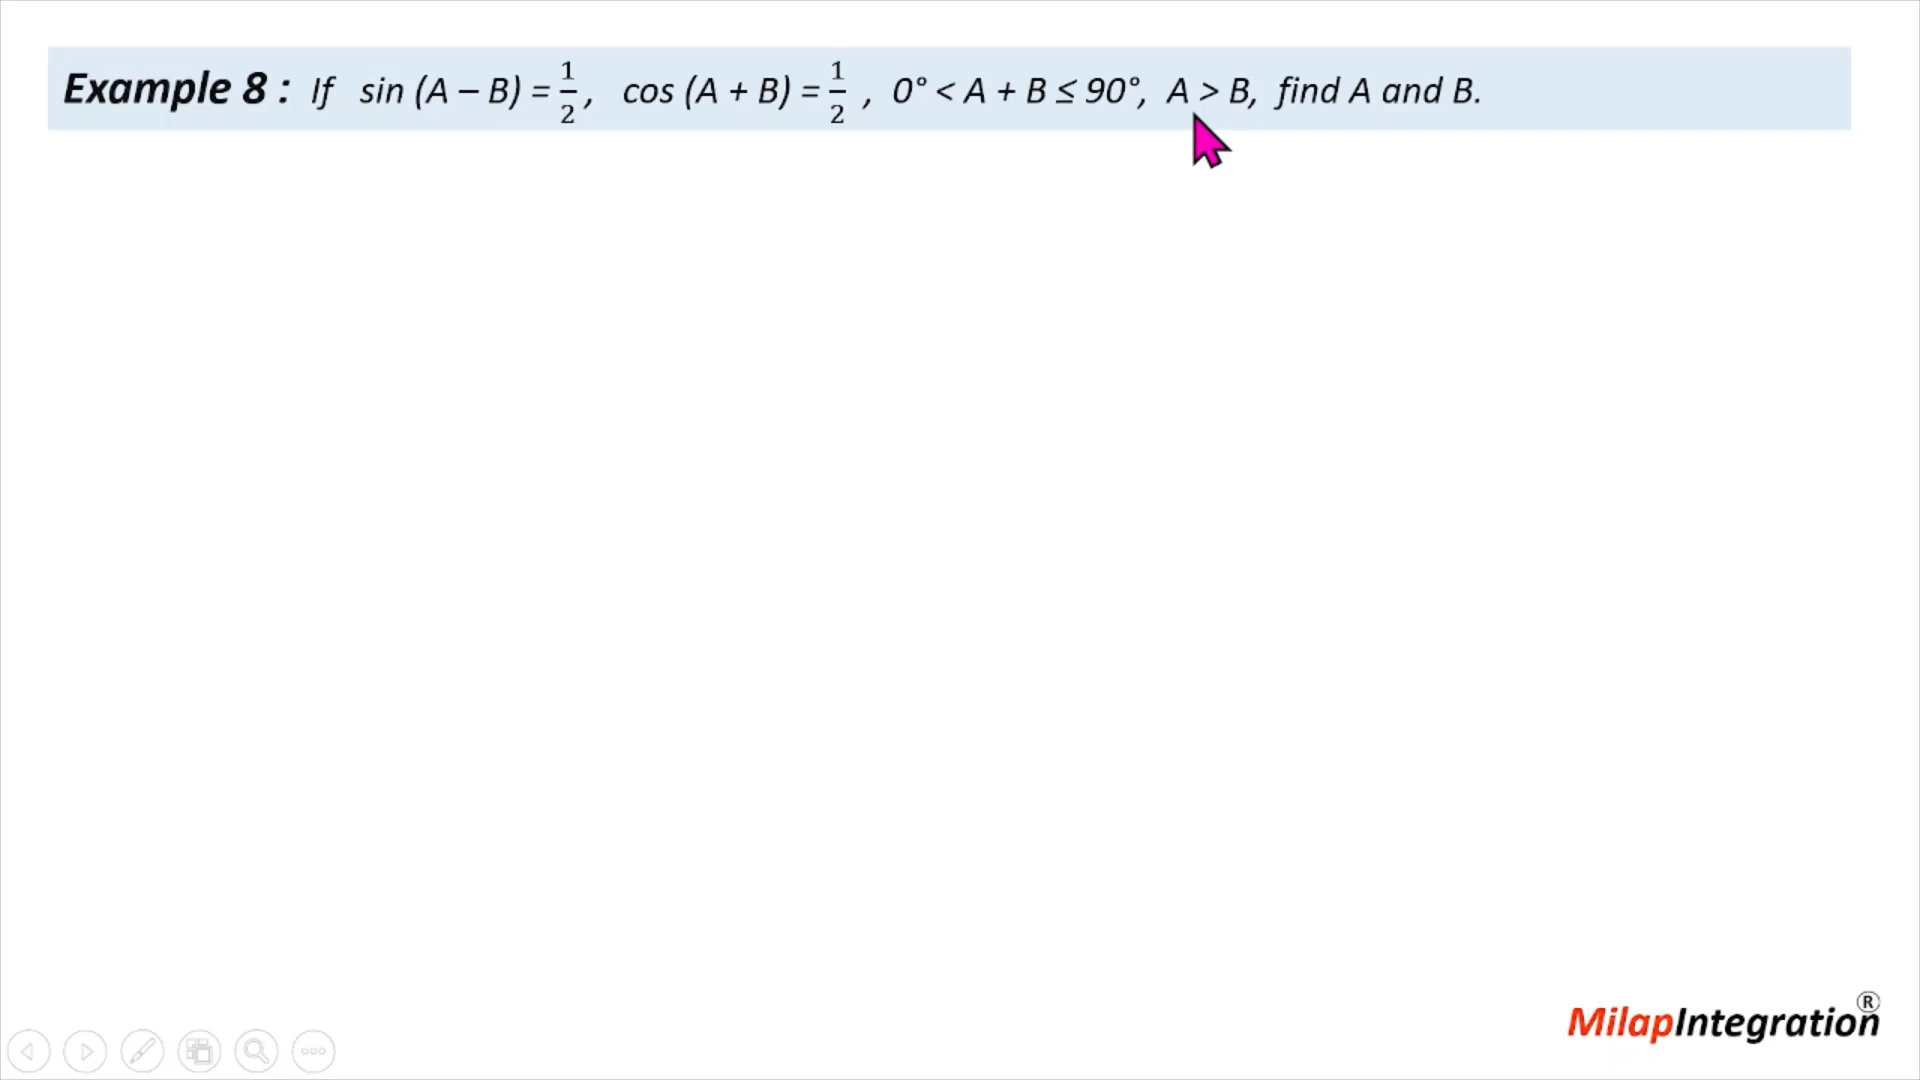 Example 8 : If sin (A – B) = 1/2, cos (A + B) = 1/2 , 0° < A + B ≤ 90°, A > B, find A and B.
MilapIntegration®